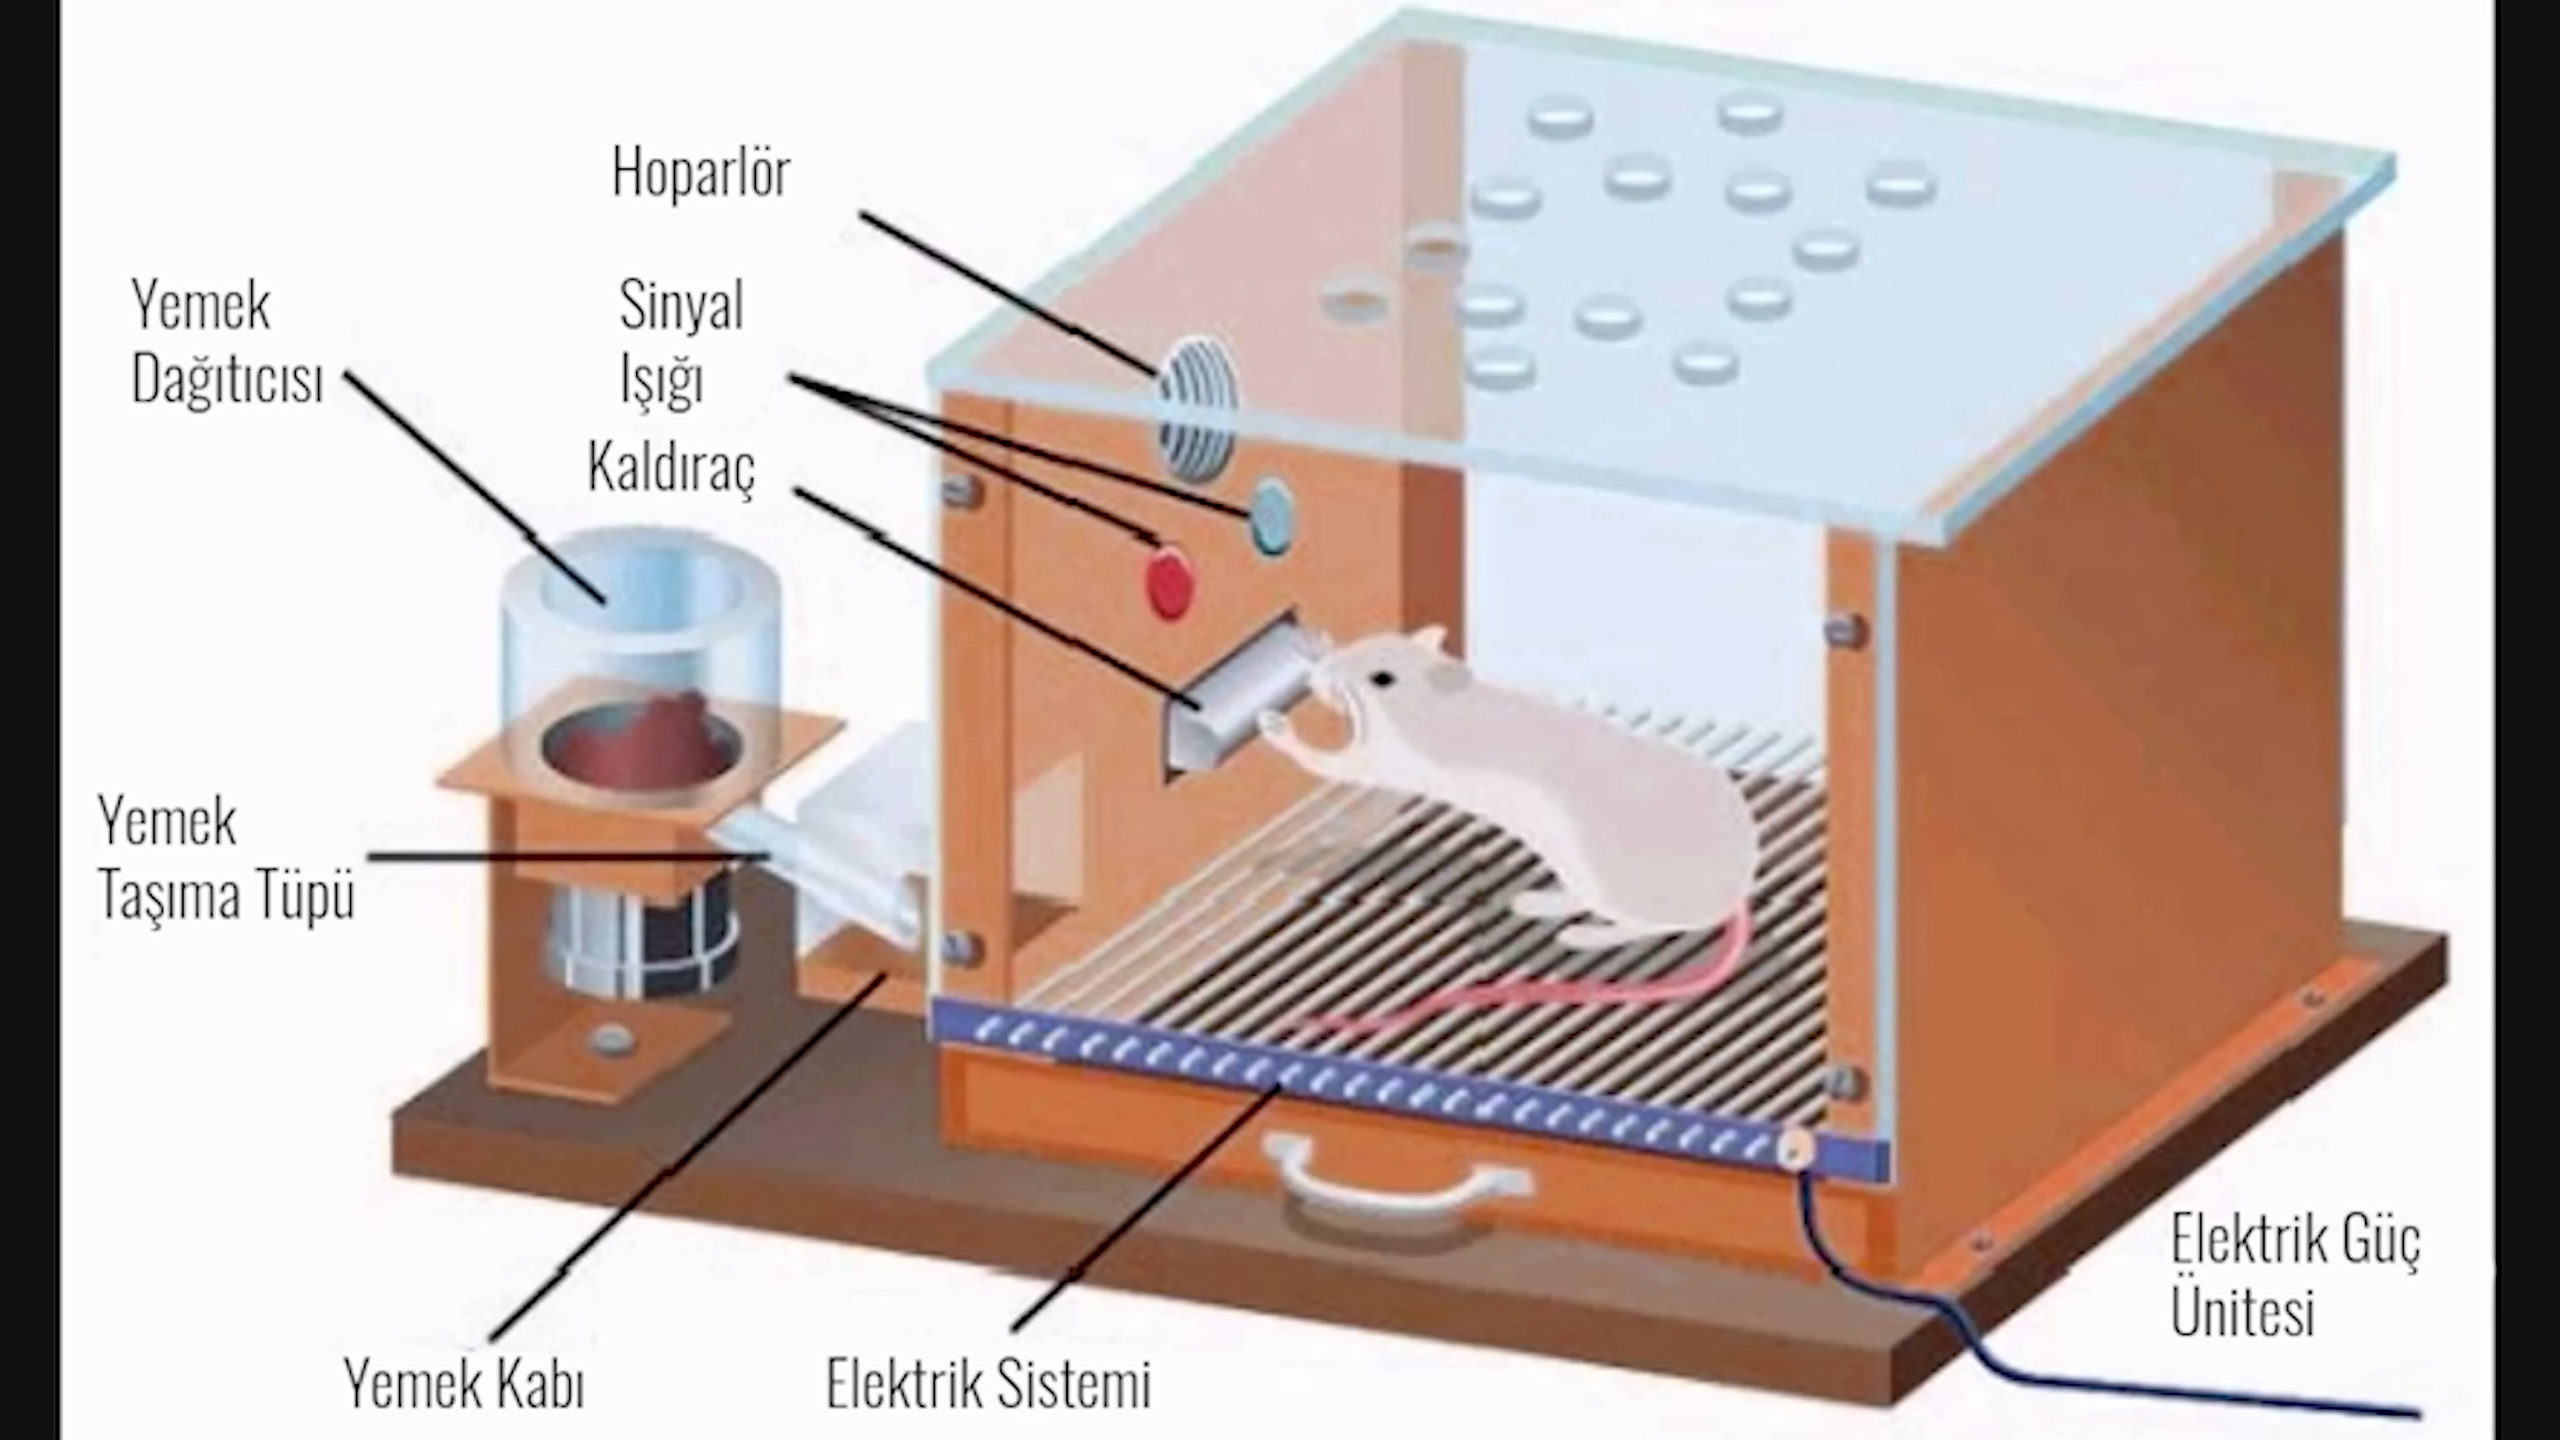 Hoparlör
Yemek
Dağıtıcısı
Sinyal
Işığı
Kaldıraç
Yemek
Taşıma Tüpü
Elektrik Güç
Ünitesi
Yemek Kabı
Elektrik Sistemi